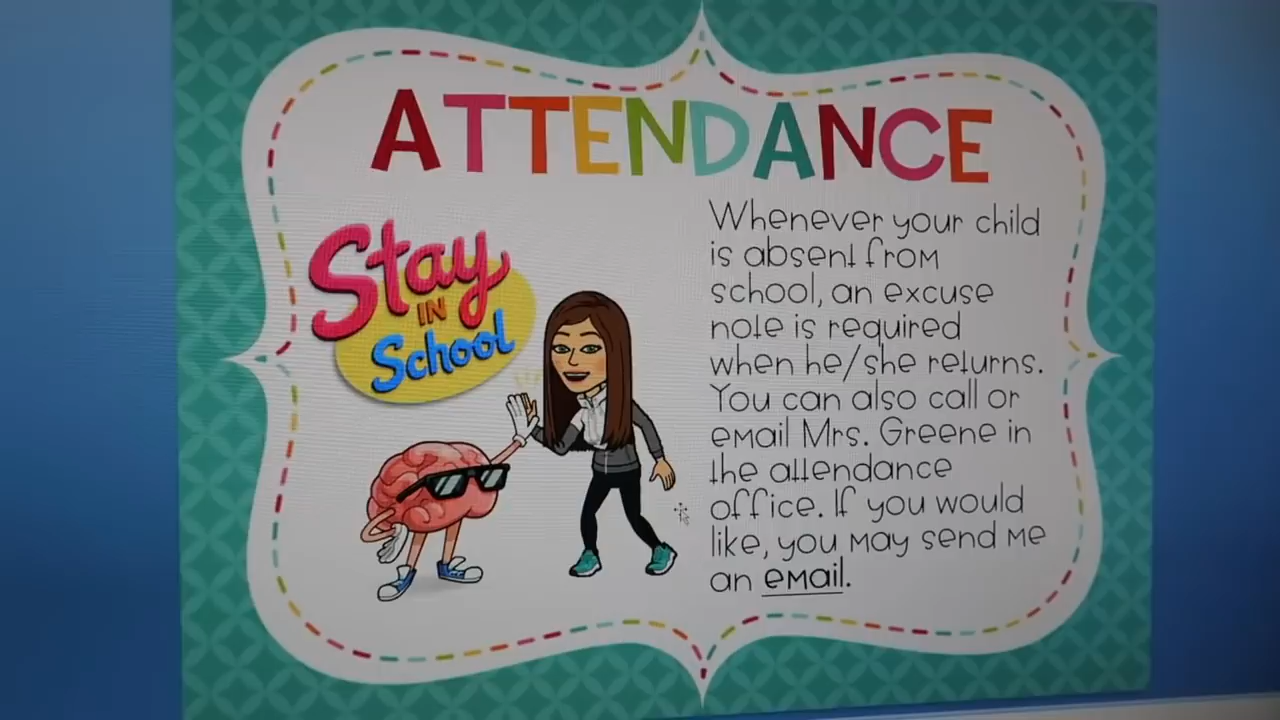 ATTENDANCE
Stay
IN
School
Whenever your child
is absent from
school, an excuse
note is required
when he/she returns.
You can also call or
email Mrs. Greene in
the attendance
office. If you would
like, you may send me
an email.